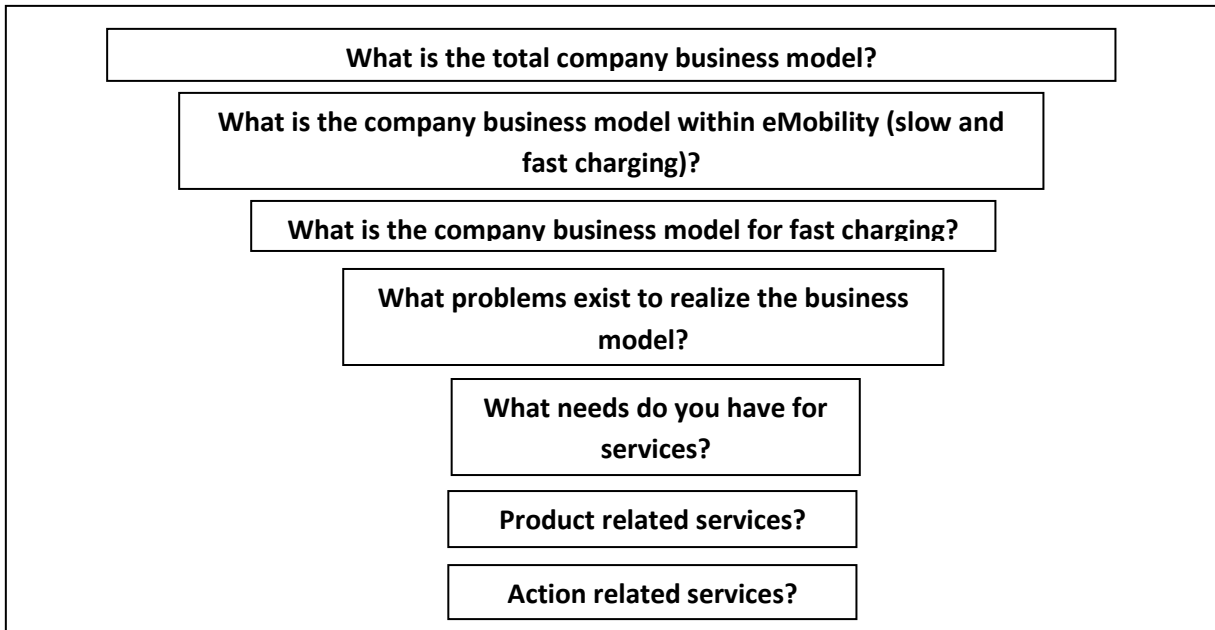 What is the total company business model?
What is the company business model within eMobility (slow and
fast charging)?
What is the company business model for fast charging?
What problems exist to realize the business
model?
What needs do you have for
services?
Product related services?
Action related services?